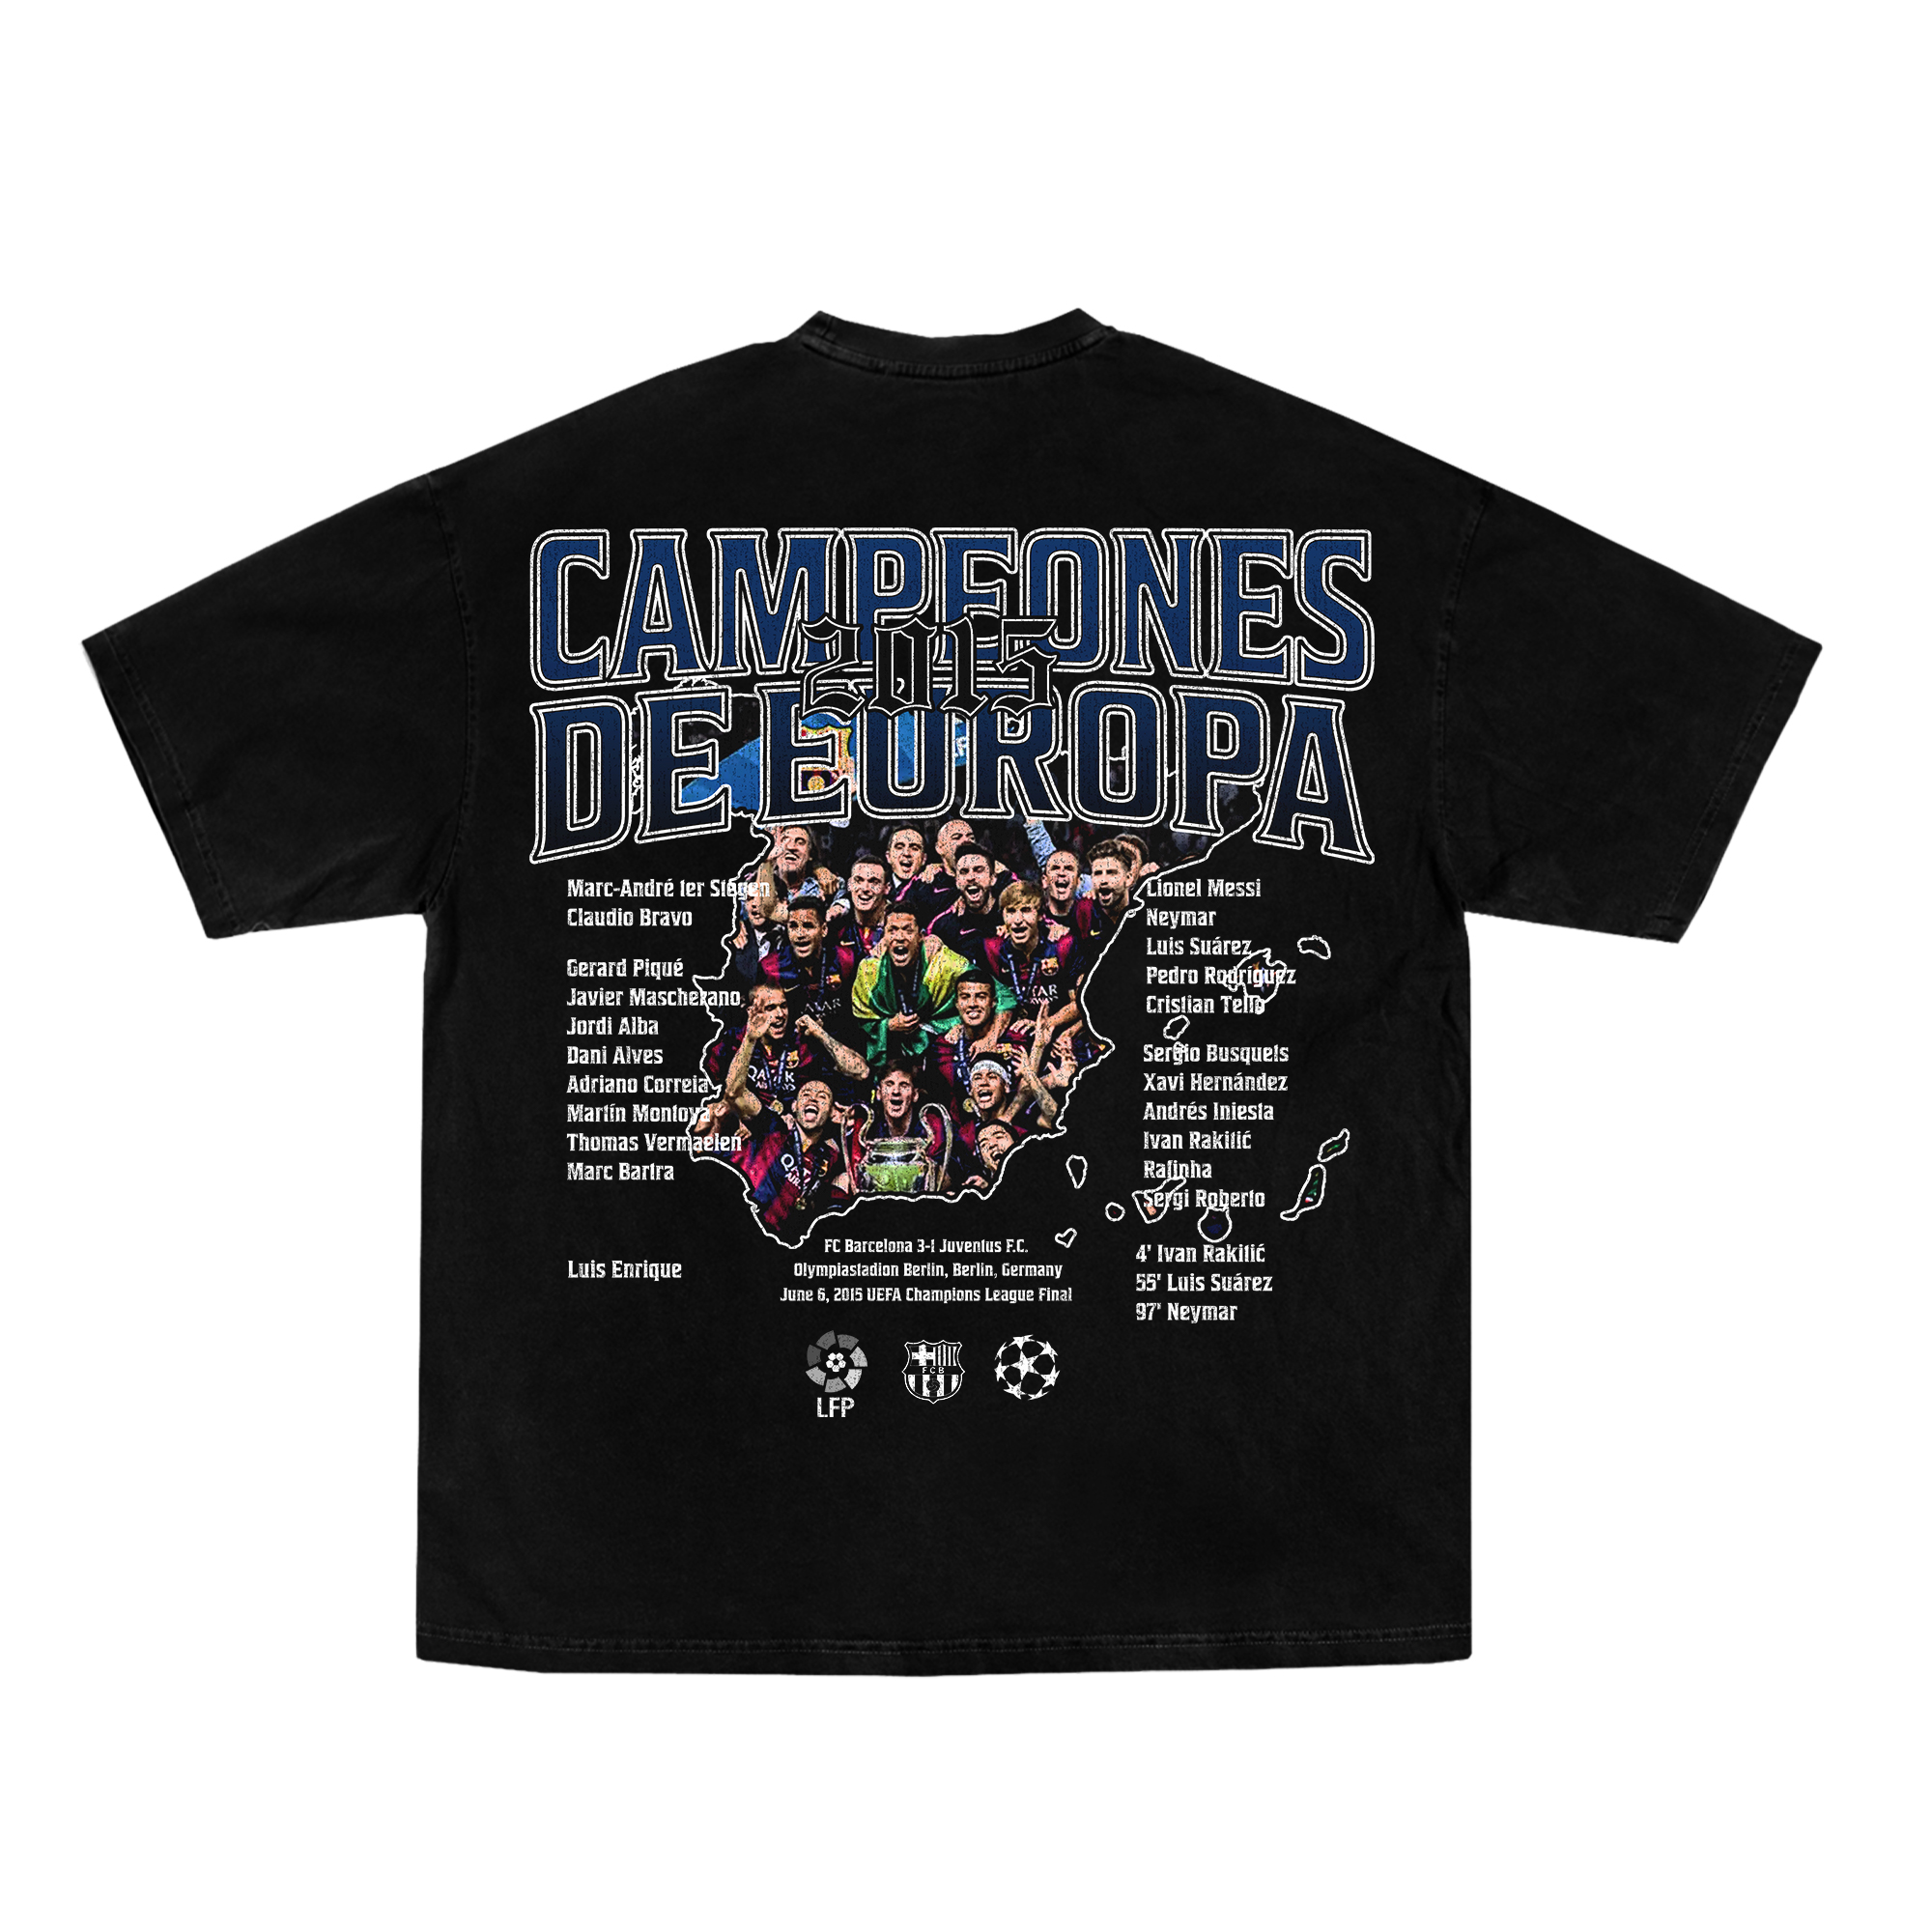 CAMPEONES
2015
DE EUROPA
Marc-André ter Stegen
Claudio Bravo
Gerard Piqué
Javier Mascherano
Jordi Alba
Dani Alves
Adriano Correia
Martín Montoya
Thomas Vermaelen
Marc Bartra
Luis Enrique
Lionel Messi
Neymar
Luis Suárez
Pedro Rodríguez
Cristian Tello
Sergio Busquets
Xavi Hernández
Andrés Iniesta
Ivan Rakitić
Rafinha
Sergi Roberto
4' Ivan Rakitić
55' Luis Suárez
97' Neymar
FC Barcelona 3-1 Juventus F.C.
Olympiastadion Berlin, Berlin, Germany
June 6, 2015 UEFA Champions League Final
QATAR
AIRWAYS
LFP
FCB